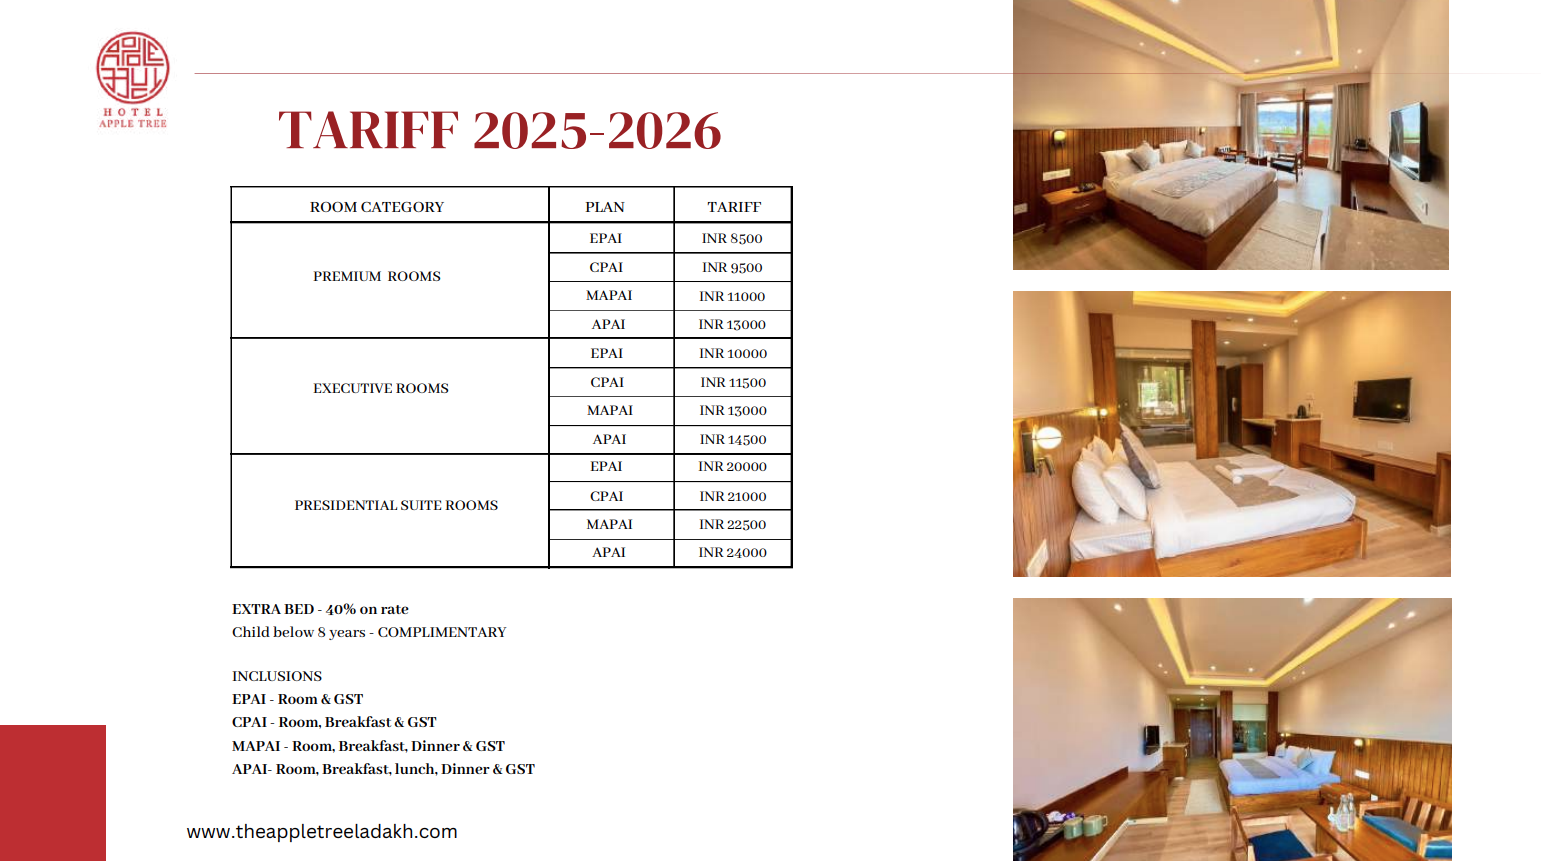 HOTEL
APPLE TREE
TARIFF 2025-2026
ROOM CATEGORY PLAN TARIFF
PREMIUM ROOMS
EPAI INR 8500
CPAI INR 9500
MAPAI INR 11000
APAI INR 13000
EXECUTIVE ROOMS
EPAI INR 10000
CPAI INR 11500
MAPAI INR 13000
APAI INR 14500
PRESIDENTIAL SUITE ROOMS
EPAI INR 20000
CPAI INR 21000
MAPAI INR 22500
APAI INR 24000
EXTRA BED - 40% on rate
Child below 8 years - COMPLIMENTARY
INCLUSIONS
EPAI - Room & GST
CPAI - Room, Breakfast & GST
MAPAI - Room, Breakfast, Dinner & GST
APAI- Room, Breakfast, lunch, Dinner & GST
www.theappletreeladakh.com